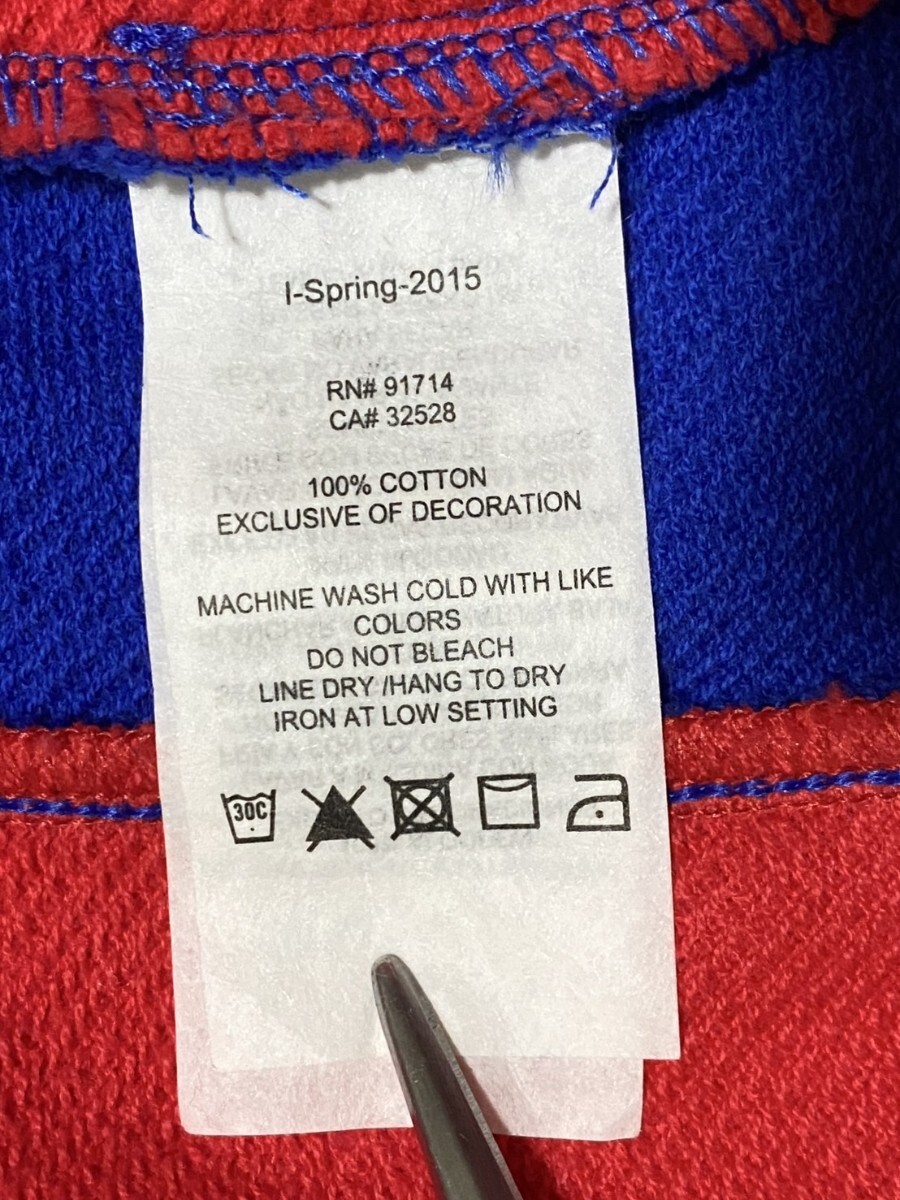 I-Spring-2015
RN# 91714
CA# 32528
100% COTTON
EXCLUSIVE OF DECORATION
MACHINE WASH COLD WITH LIKE
COLORS
DO NOT BLEACH
LINE DRY /HANG TO DRY
IRON AT LOW SETTING
30C